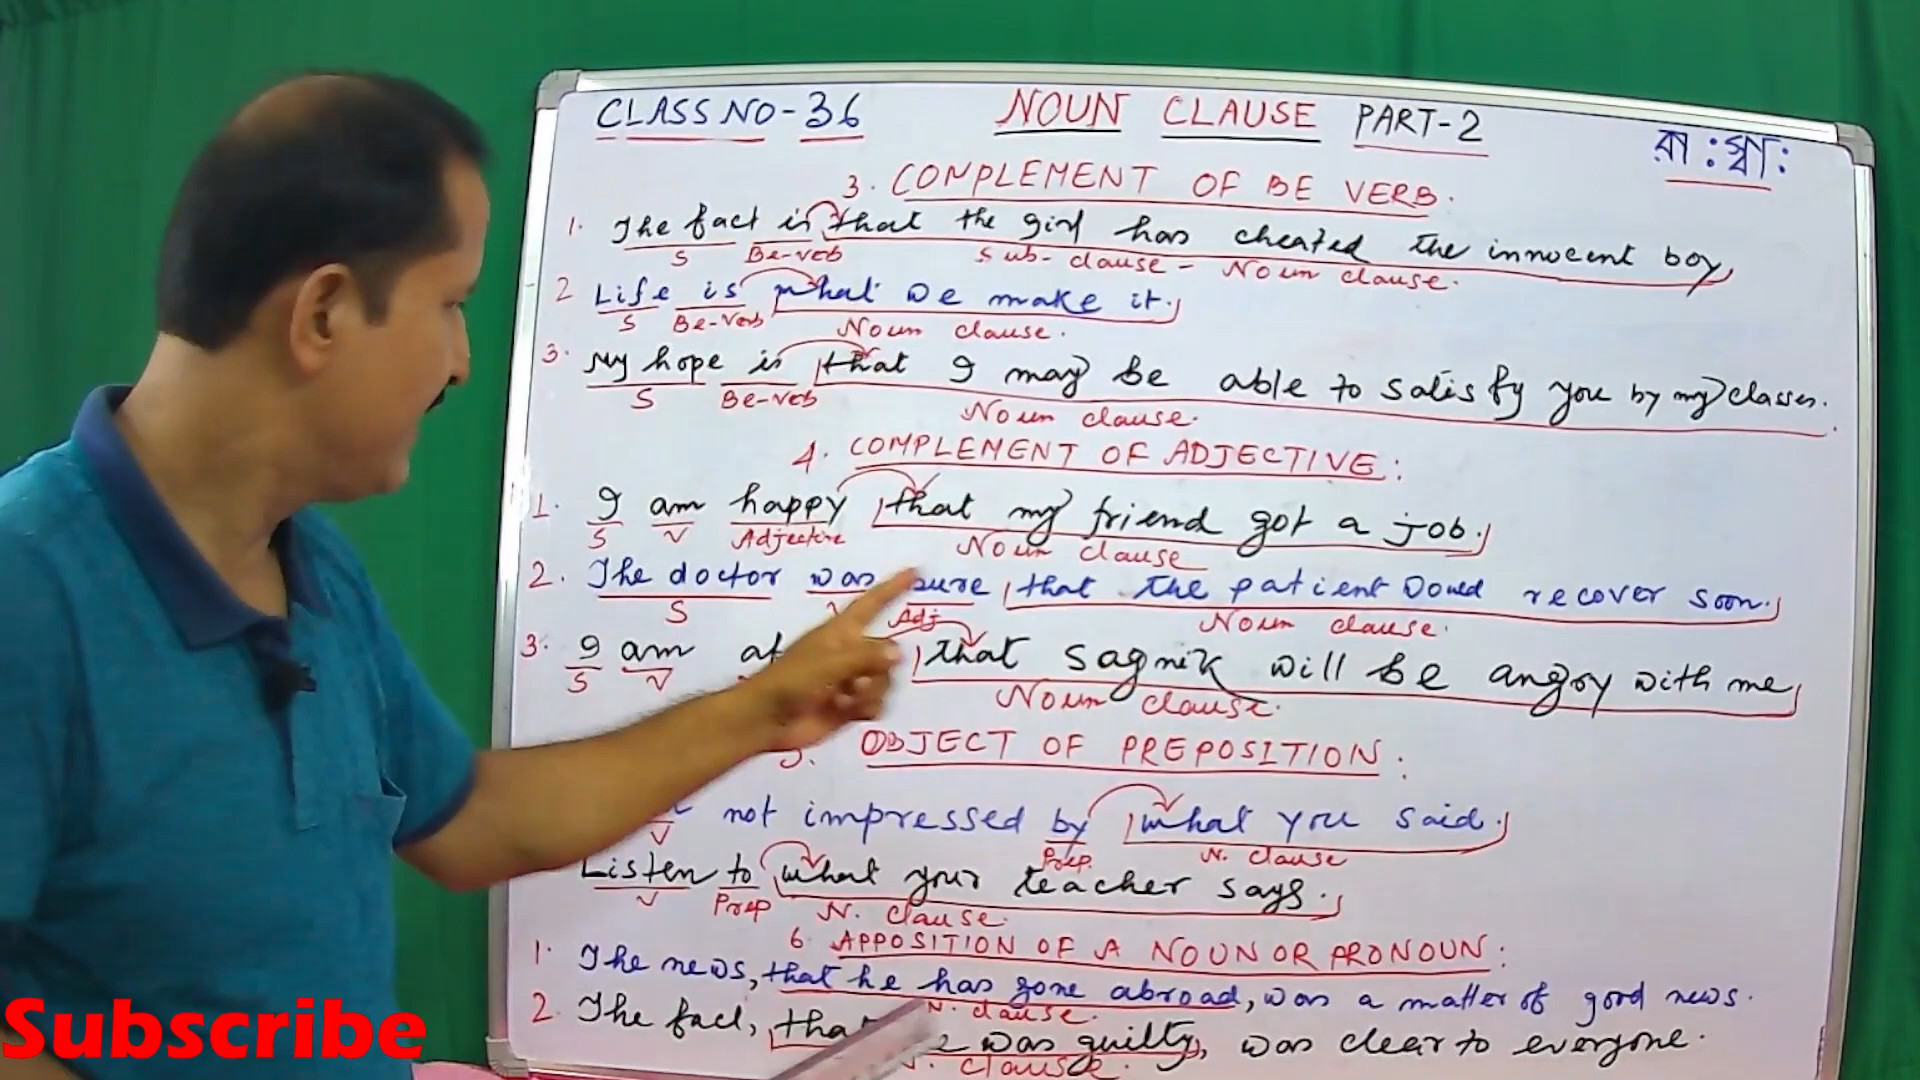 CLASS NO-36 NOUN CLAUSE PART-2
রা:স্বা:
3. COMPLEMENT OF BE VERB.
1. The fact is that the girl has cheated the innocent boy,
S Be-verb Sub-clause - Noun clause.
2 Life is what we make it.
S Be-Verb Noun clause.
3. My hope is that I may be able to satisfy you by my classes.
S Be-verb Noun clause.
4. COMPLEMENT OF ADJECTIVE:
1. I am happy that my friend got a job.
S V Adjective Noun clause
2. The doctor was sure that the patient would recover soon.
S Adj Noun clause.
3. I am that Sagnik will be angry with me
S V Noun clause.
5. OBJECT OF PREPOSITION:
not impressed by what you said.
V Prep. N. clause
Listen to what your teacher says.
V Prep N. clause.
6. APPOSITION OF A NOUN OR PRONOUN:
1. The news, that he has gone abroad, was a matter of good news.
N. clause.
2. The fact, was guilty, was clear to everyone.
clause.
Subscribe